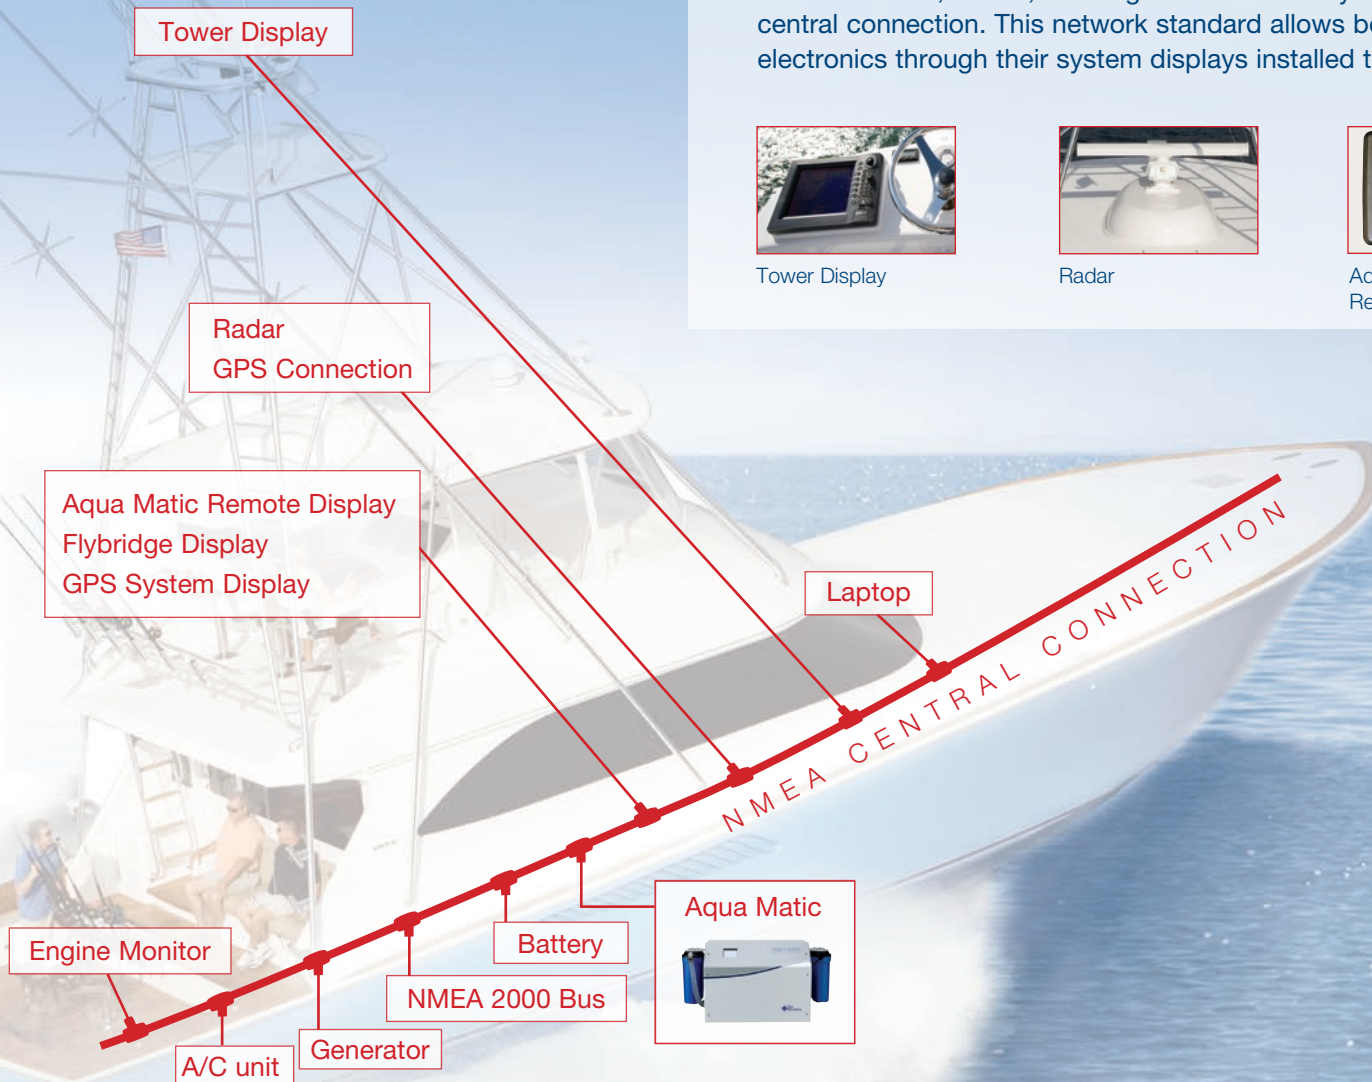 central connection. This network standard allows
electronics through their system displays installed
Tower Display
Radar
Tower Display
Radar
GPS Connection
Aqua Matic Remote Display
Flybridge Display
GPS System Display
Laptop
NMEA CENTRAL CONNECTION
Aqua Matic
Battery
Engine Monitor
NMEA 2000 Bus
Generator
A/C unit